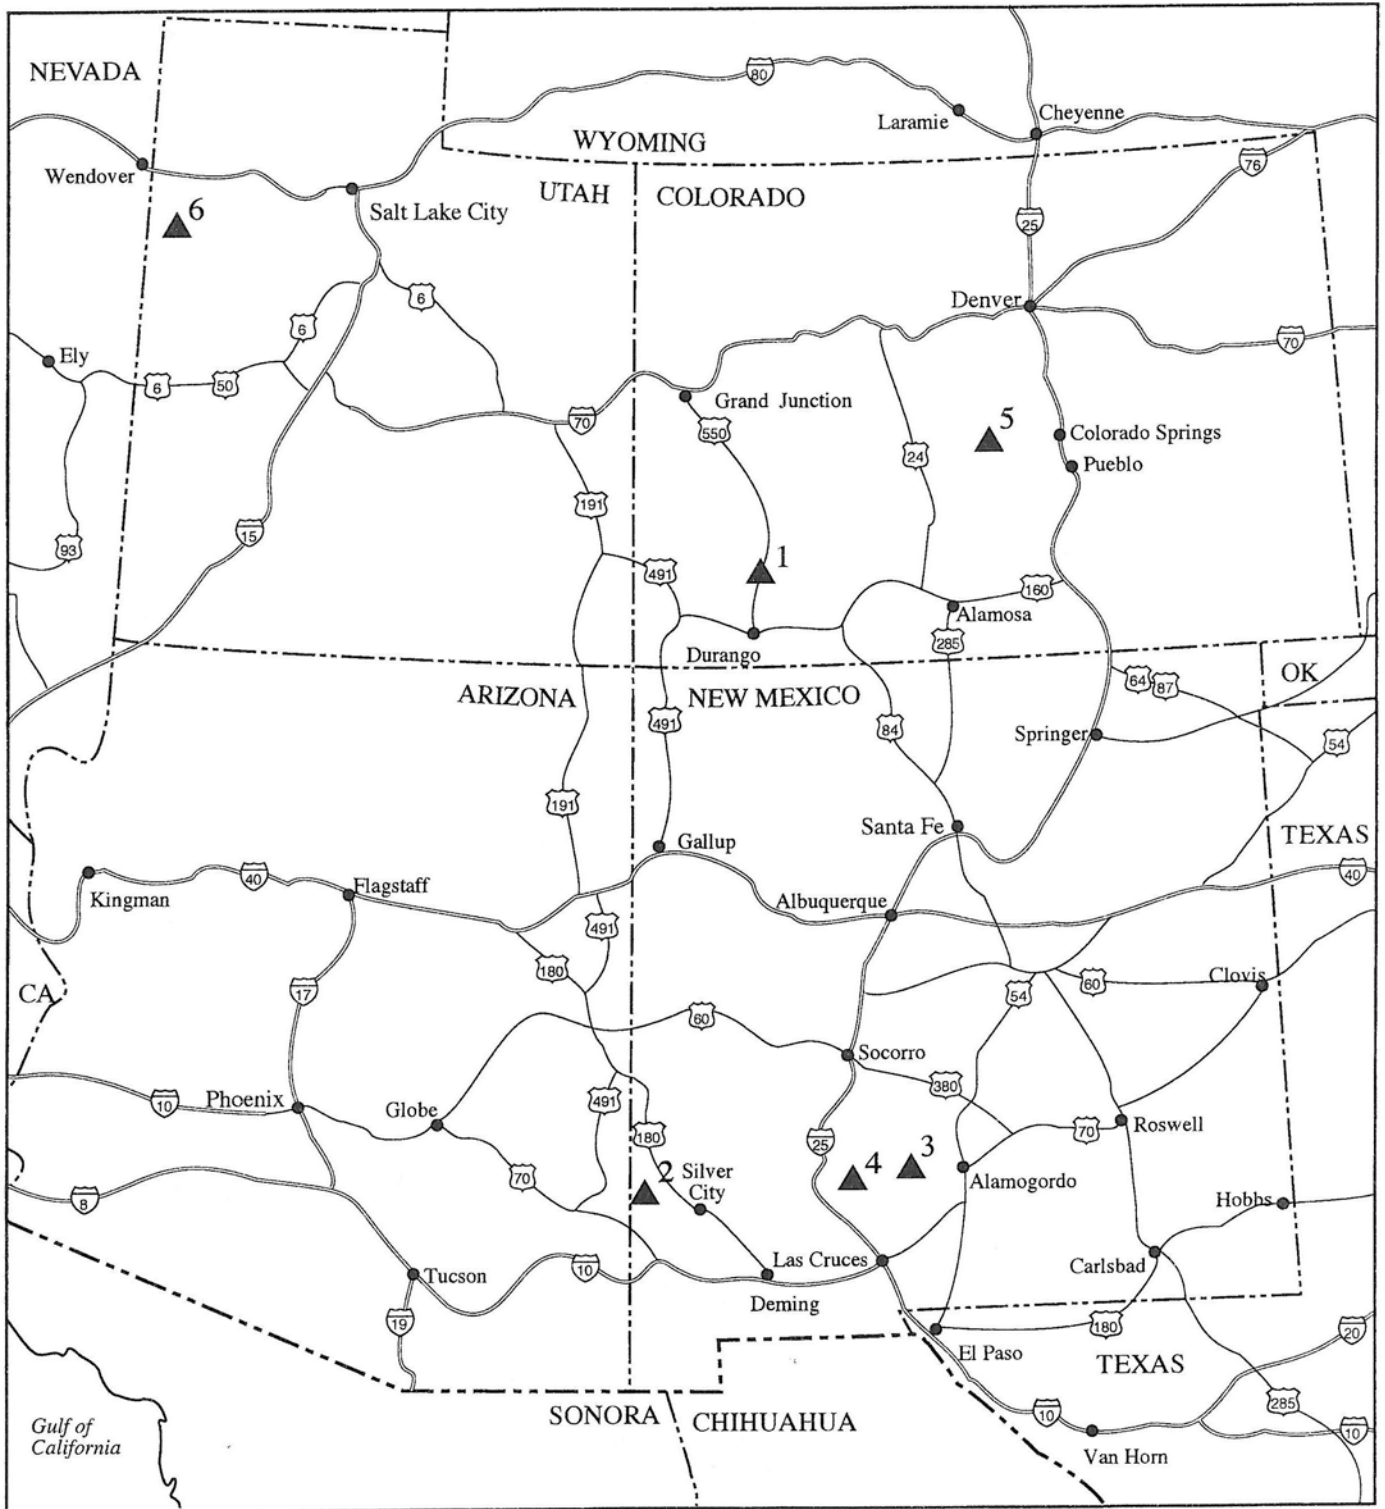 NEVADA
80
Laramie
Cheyenne
WYOMING
Wendover
76
UTAH
COLORADO
6
Salt Lake City
25
6
Denver
6
70
Ely
6
50
Grand Junction
70
550
5
Colorado Springs
24
Pueblo
191
15
93
1
491
160
Alamosa
285
Durango
OK
64
87
ARIZONA
NEW MEXICO
491
84
Springer
54
191
Santa Fe
TEXAS
Gallup
40
40
Flagstaff
Kingman
Albuquerque
491
180
Clovis
60
CA
17
54
60
Socorro
380
10
Phoenix
Globe
491
Roswell
180
25
70
3
2
Silver
City
4
70
Alamogordo
8
Hobbs
Las Cruces
Carlsbad
10
Tucson
Deming
19
180
20
El Paso
TEXAS
285
SONORA
CHIHUAHUA
10
10
Gulf of
California
Van Horn